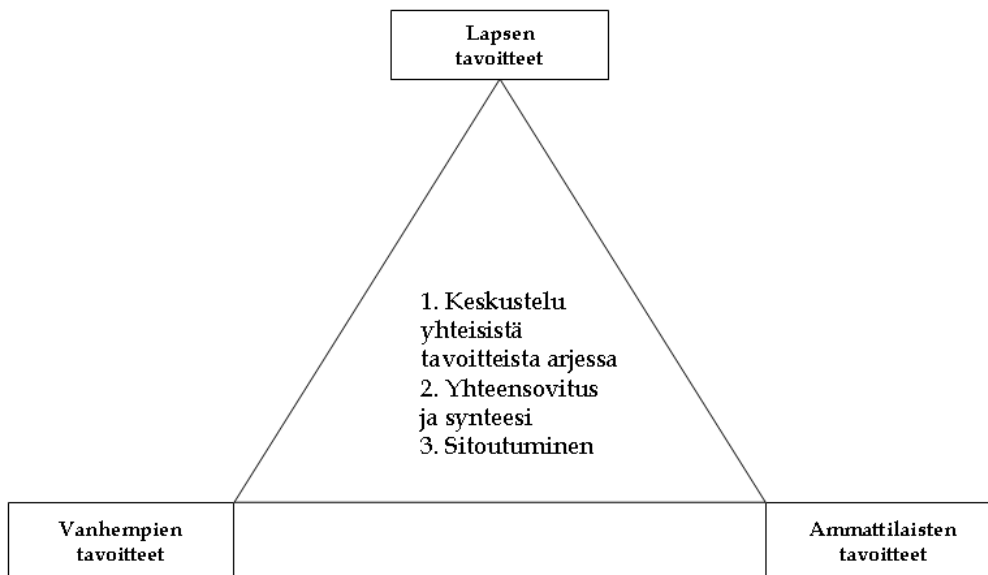 Lapsen
tavoitteet
1. Keskustelu
yhteisistä
tavoitteista arjessa
2. Yhteensovitus
ja synteesi
3. Sitoutuminen
Vanhempien
tavoitteet
Ammattilaisten
tavoitteet